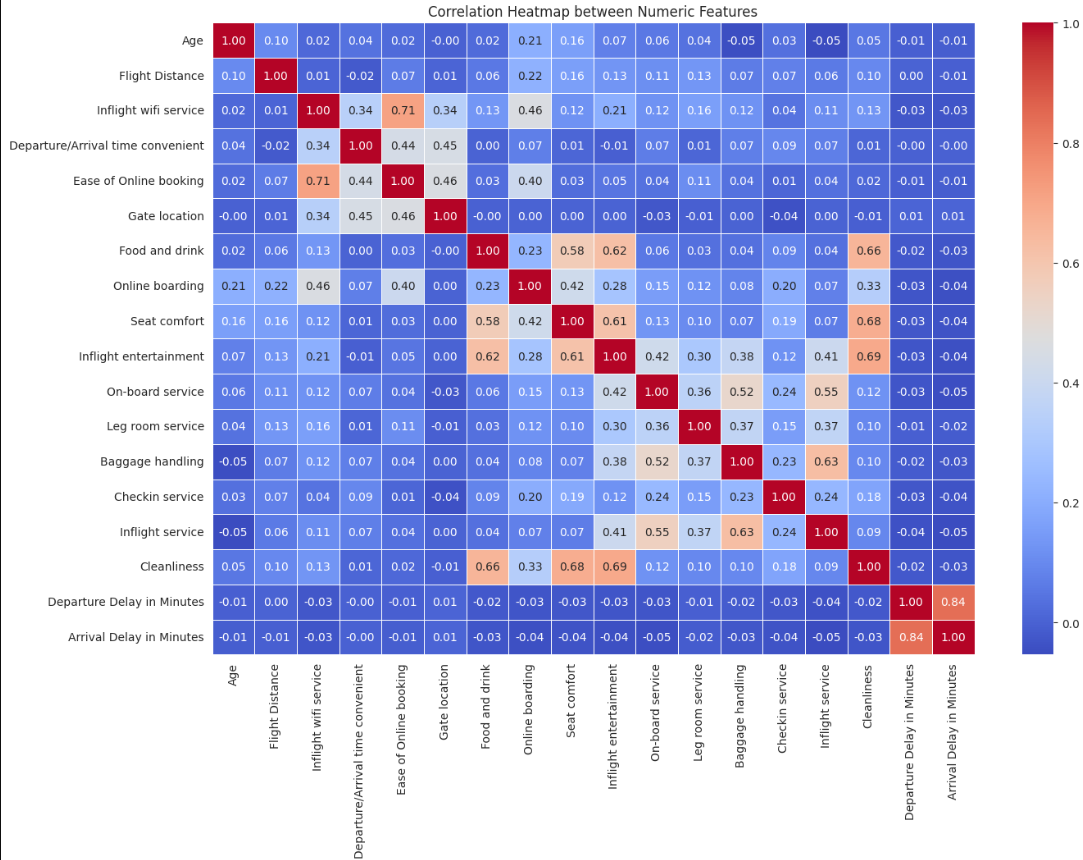 Correlation Heatmap between Numeric Features
Age 1.00 0.10 0.02 0.04 0.02 -0.00 0.02 0.21 0.16 0.07 0.06 0.04 -0.05 0.03 -0.05 0.05 -0.01 -0.01
Flight Distance 0.10 1.00 0.01 -0.02 0.07 0.01 0.06 0.22 0.16 0.13 0.11 0.13 0.07 0.07 0.06 0.10 0.00 -0.01
Inflight wifi service 0.02 0.01 1.00 0.34 0.71 0.34 0.13 0.46 0.12 0.21 0.12 0.16 0.12 0.04 0.11 0.13 -0.03 -0.03
Departure/Arrival time convenient 0.04 -0.02 0.34 1.00 0.44 0.45 0.00 0.07 0.01 -0.01 0.07 0.01 0.07 0.09 0.07 0.01 -0.00 -0.00
Ease of Online booking 0.02 0.07 0.71 0.44 1.00 0.46 0.03 0.40 0.03 0.05 0.04 0.11 0.04 0.01 0.04 0.02 -0.01 -0.01
Gate location -0.00 0.01 0.34 0.45 0.46 1.00 -0.00 0.00 0.00 0.00 -0.03 -0.01 0.00 -0.04 0.00 -0.01 0.01 0.01
Food and drink 0.02 0.06 0.13 0.00 0.03 -0.00 1.00 0.23 0.58 0.62 0.06 0.03 0.04 0.09 0.04 0.66 -0.02 -0.03
Online boarding 0.21 0.22 0.46 0.07 0.40 0.00 0.23 1.00 0.42 0.28 0.15 0.12 0.08 0.20 0.07 0.33 -0.03 -0.04
Seat comfort 0.16 0.16 0.12 0.01 0.03 0.00 0.58 0.42 1.00 0.61 0.13 0.10 0.07 0.19 0.07 0.68 -0.03 -0.04
Inflight entertainment 0.07 0.13 0.21 -0.01 0.05 0.00 0.62 0.28 0.61 1.00 0.42 0.30 0.38 0.12 0.41 0.69 -0.03 -0.04
On-board service 0.06 0.11 0.12 0.07 0.04 -0.03 0.06 0.15 0.13 0.42 1.00 0.36 0.52 0.24 0.55 0.12 -0.03 -0.05
Leg room service 0.04 0.13 0.16 0.01 0.11 -0.01 0.03 0.12 0.10 0.30 0.36 1.00 0.37 0.15 0.37 0.10 -0.01 -0.02
Baggage handling -0.05 0.07 0.12 0.07 0.04 0.00 0.04 0.08 0.07 0.38 0.52 0.37 1.00 0.23 0.63 0.10 -0.02 -0.03
Checkin service 0.03 0.07 0.04 0.09 0.01 -0.04 0.09 0.20 0.19 0.12 0.24 0.15 0.23 1.00 0.24 0.18 -0.03 -0.04
Inflight service -0.05 0.06 0.11 0.07 0.04 0.00 0.04 0.07 0.07 0.41 0.55 0.37 0.63 0.24 1.00 0.09 -0.04 -0.05
Cleanliness 0.05 0.10 0.13 0.01 0.02 -0.01 0.66 0.33 0.68 0.69 0.12 0.10 0.10 0.18 0.09 1.00 -0.02 -0.03
Departure Delay in Minutes -0.01 0.00 -0.03 -0.00 -0.01 0.01 -0.02 -0.03 -0.03 -0.03 -0.03 -0.01 -0.02 -0.03 -0.04 -0.02 1.00 0.84
Arrival Delay in Minutes -0.01 -0.01 -0.03 -0.00 -0.01 0.01 -0.03 -0.04 -0.04 -0.04 -0.05 -0.02 -0.03 -0.04 -0.05 -0.03 0.84 1.00
Age
Flight Distance
Inflight wifi service
Departure/Arrival time convenient
Ease of Online booking
Gate location
Food and drink
Online boarding
Seat comfort
Inflight entertainment
On-board service
Leg room service
Baggage handling
Checkin service
Inflight service
Cleanliness
Departure Delay in Minutes
Arrival Delay in Minutes
1.0
0.8
0.6
0.4
0.2
0.0